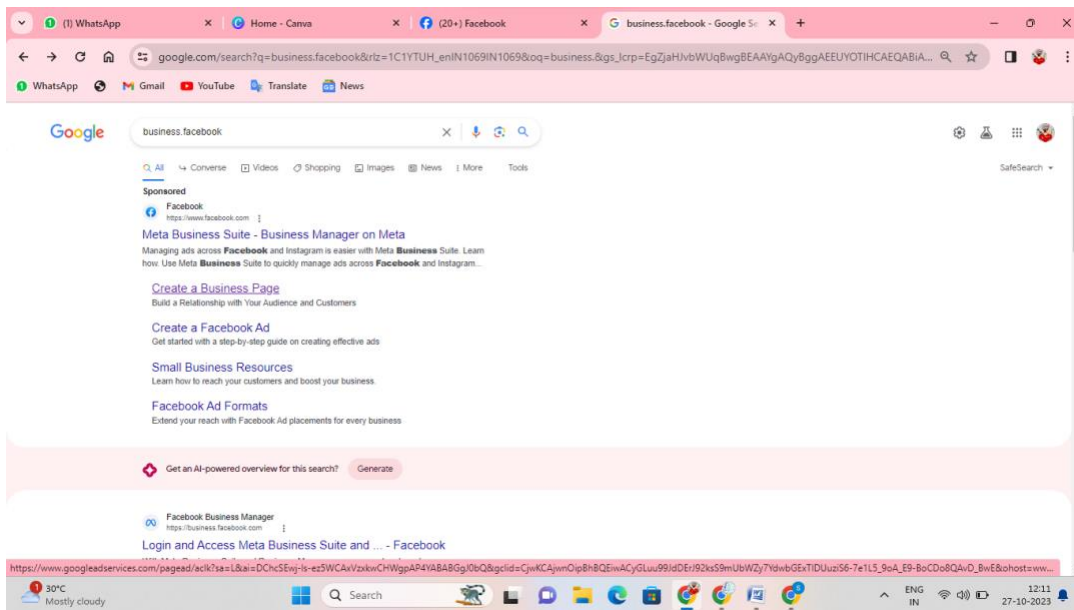 (1) WhatsApp
Home - Canva
(20+) Facebook
business.facebook - Google Se
google.com/search?q=business.facebook&rlz=1C1YTUH_enIN1069IN1069&oq=business.&gs_lcrp=EgZjaHJvbWUqBwgBEAAYgAQyBggAEEUYOTIHCAEQABiA...
WhatsApp
Gmail
YouTube
Translate
News
Google
business.facebook
All
Converse
Videos
Shopping
Images
News
More
Tools
SafeSearch
Sponsored
Facebook
https://www.facebook.com
Meta Business Suite - Business Manager on Meta
Managing ads across Facebook and Instagram is easier with Meta Business Suite. Learn
how. Use Meta Business Suite to quickly manage ads across Facebook and Instagram...
Create a Business Page
Build a Relationship with Your Audience and Customers
Create a Facebook Ad
Get started with a step-by-step guide on creating effective ads
Small Business Resources
Learn how to reach your customers and boost your business.
Facebook Ad Formats
Extend your reach with Facebook Ad placements for every business
Get an AI-powered overview for this search?
Generate
Facebook Business Manager
https://business.facebook.com
Login and Access Meta Business Suite and ... - Facebook
30°C
Mostly cloudy
Search
ENG
IN
12:11
27-10-2023